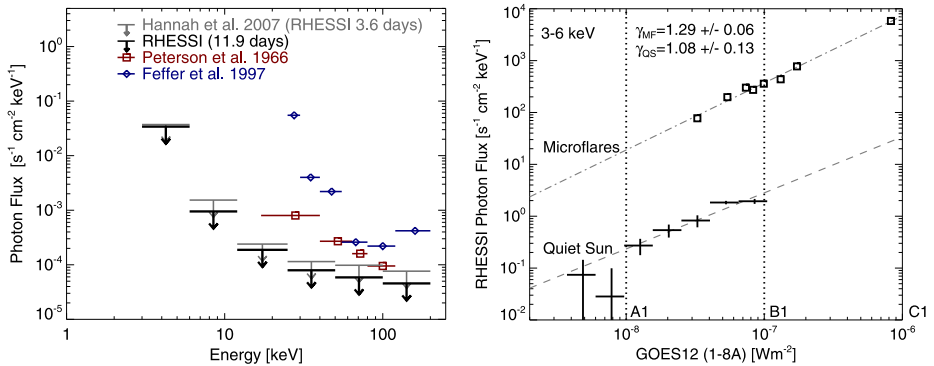 Hannah et al. 2007 (RHESSI 3.6 days)
RHESSI (11.9 days)
Peterson et al. 1966
Feffer et al. 1997
Photon Flux [s⁻¹ cm⁻² keV⁻¹]
10⁰
10⁻¹
10⁻²
10⁻³
10⁻⁴
10⁻⁵
1
10
100
Energy [keV]
3-6 keV
γMF=1.29 +/- 0.06
γQS=1.08 +/- 0.13
Microflares
Quiet Sun
RHESSI Photon Flux [s⁻¹ cm⁻² keV⁻¹]
10⁴
10³
10²
10¹
10⁰
10⁻¹
10⁻²
A1
B1
C1
10⁻⁸
10⁻⁷
10⁻⁶
GOES12 (1-8A) [Wm⁻²]